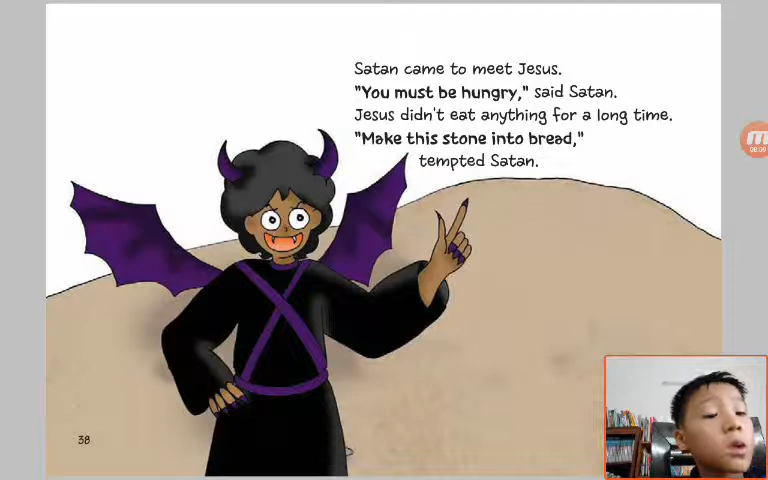 Satan came to meet Jesus.
"You must be hungry," said Satan.
Jesus didn't eat anything for a long time.
"Make this stone into bread,"
tempted Satan.
38